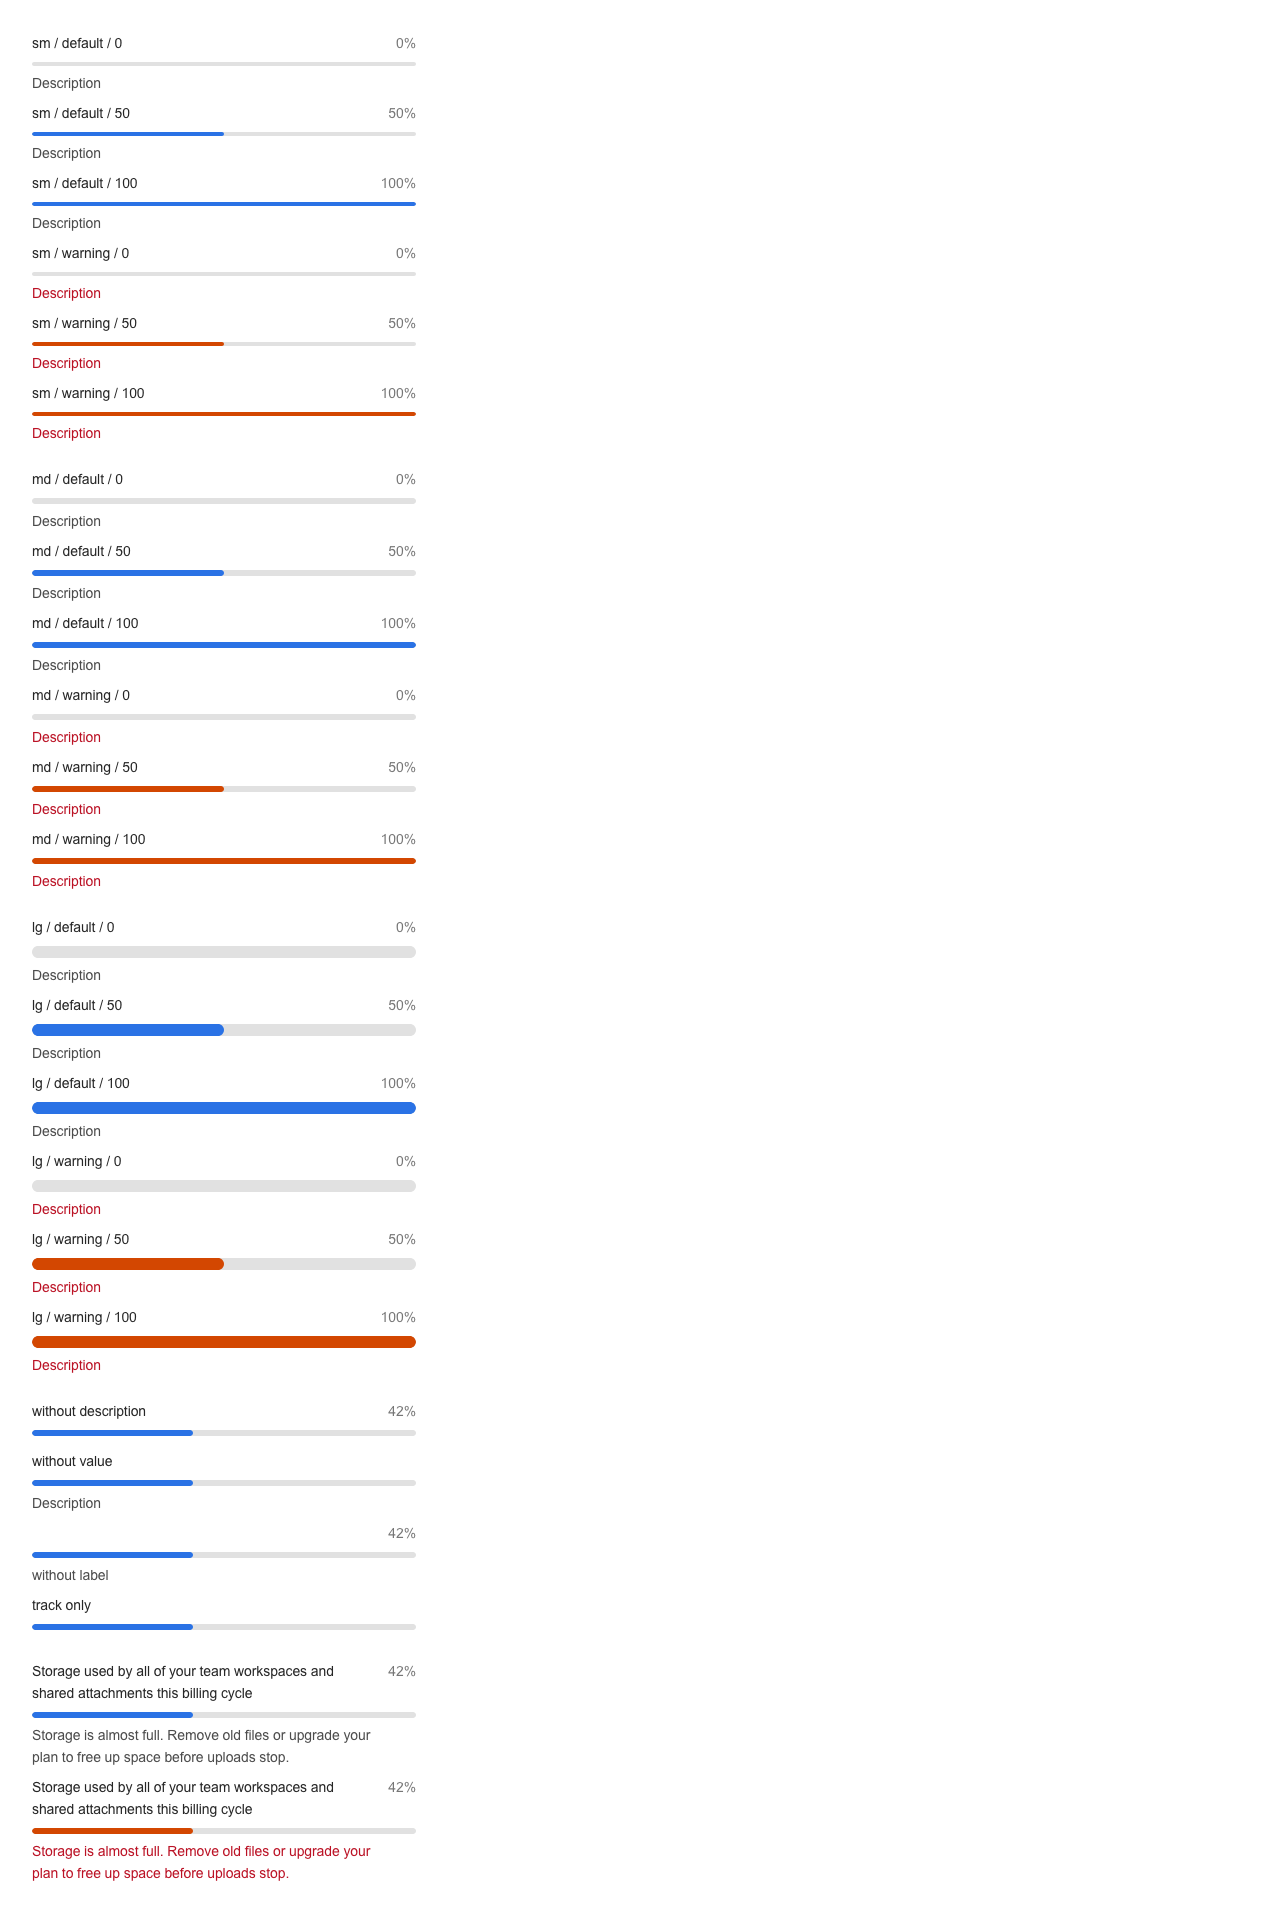 sm / default / 0 0%
Description
sm / default / 50 50%
Description
sm / default / 100 100%
Description
sm / warning / 0 0%
Description
sm / warning / 50 50%
Description
sm / warning / 100 100%
Description
md / default / 0 0%
Description
md / default / 50 50%
Description
md / default / 100 100%
Description
md / warning / 0 0%
Description
md / warning / 50 50%
Description
md / warning / 100 100%
Description
lg / default / 0 0%
Description
lg / default / 50 50%
Description
lg / default / 100 100%
Description
lg / warning / 0 0%
Description
lg / warning / 50 50%
Description
lg / warning / 100 100%
Description
without description 42%
without value
Description
42%
without label
track only
Storage used by all of your team workspaces and 42%
shared attachments this billing cycle
Storage is almost full. Remove old files or upgrade your
plan to free up space before uploads stop.
Storage used by all of your team workspaces and 42%
shared attachments this billing cycle
Storage is almost full. Remove old files or upgrade your
plan to free up space before uploads stop.